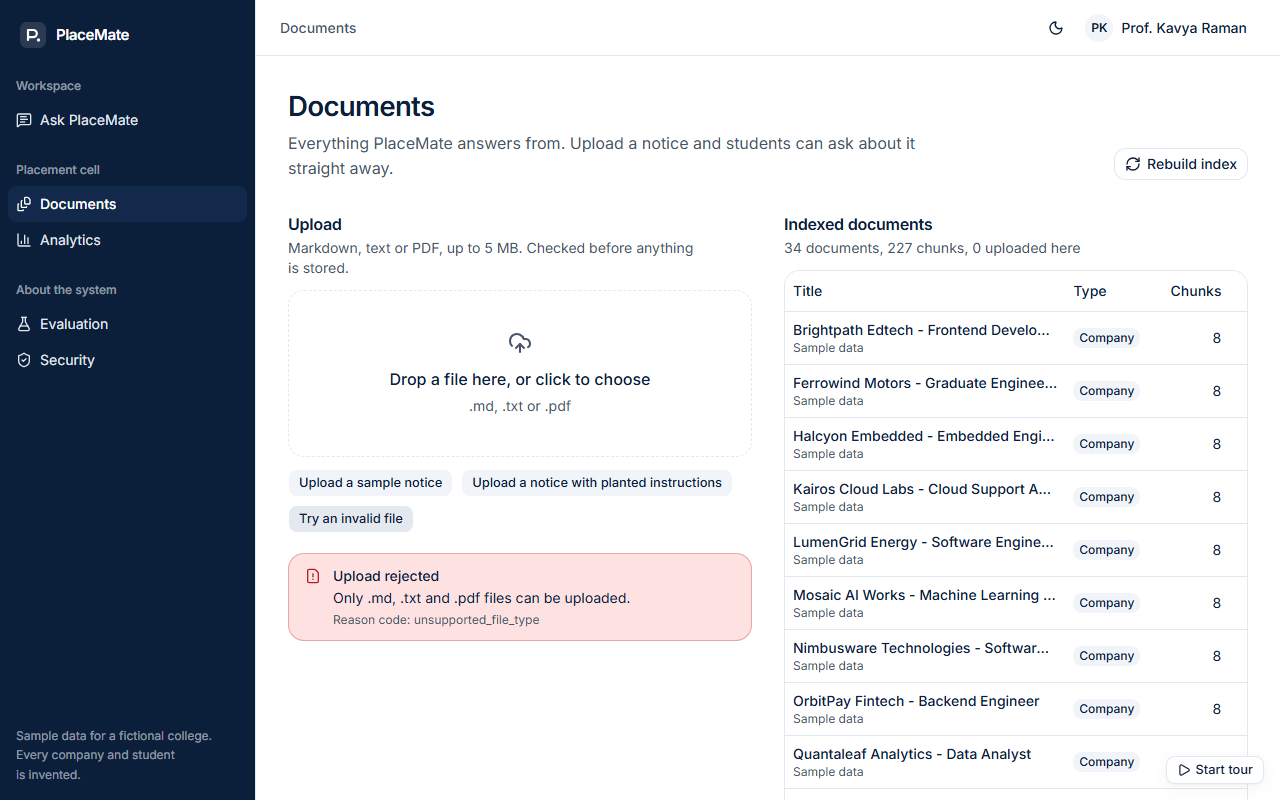 P.
PlaceMate
Workspace
Ask PlaceMate
Placement cell
Documents
Analytics
About the system
Evaluation
Security
Sample data for a fictional college.
Every company and student
is invented.
Documents
PK
Prof. Kavya Raman
Documents
Everything PlaceMate answers from. Upload a notice and students can ask about it
straight away.
Rebuild index
Upload
Markdown, text or PDF, up to 5 MB. Checked before anything
is stored.
Drop a file here, or click to choose
.md, .txt or .pdf
Upload a sample notice
Upload a notice with planted instructions
Try an invalid file
Upload rejected
Only .md, .txt and .pdf files can be uploaded.
Reason code: unsupported_file_type
Indexed documents
34 documents, 227 chunks, 0 uploaded here
Title Type Chunks
Brightpath Edtech - Frontend Develo... Company 8
Sample data
Ferrowind Motors - Graduate Enginee... Company 8
Sample data
Halcyon Embedded - Embedded Engi... Company 8
Sample data
Kairos Cloud Labs - Cloud Support A... Company 8
Sample data
LumenGrid Energy - Software Engine... Company 8
Sample data
Mosaic AI Works - Machine Learning ... Company 8
Sample data
Nimbusware Technologies - Softwar... Company 8
Sample data
OrbitPay Fintech - Backend Engineer Company 8
Sample data
Quantaleaf Analytics - Data Analyst Company
Sample data
Start tour